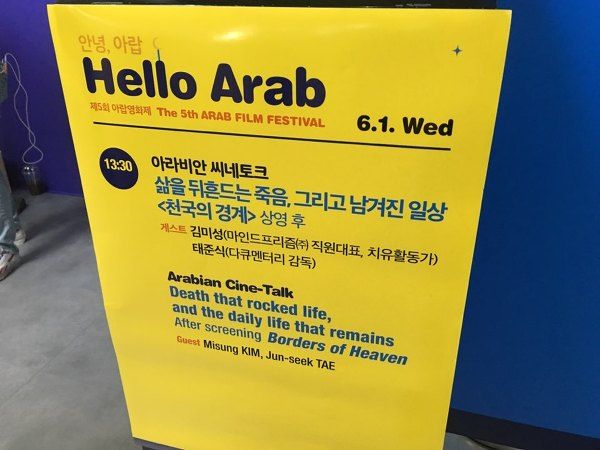 안녕, 아랍
Hello Arab
제5회 아랍영화제 The 5th ARAB FILM FESTIVAL
6.1. Wed
13:30
아라비안 씨네토크
삶을 뒤흔드는 죽음, 그리고 남겨진 일상
<천국의 경계> 상영 후
게스트 김미성(마인드프리즘㈜ 직원대표, 치유활동가)
태준식(다큐멘터리 감독)
Arabian Cine-Talk
Death that rocked life,
and the daily life that remains
After screening Borders of Heaven
Guest Misung KIM, Jun-seek TAE